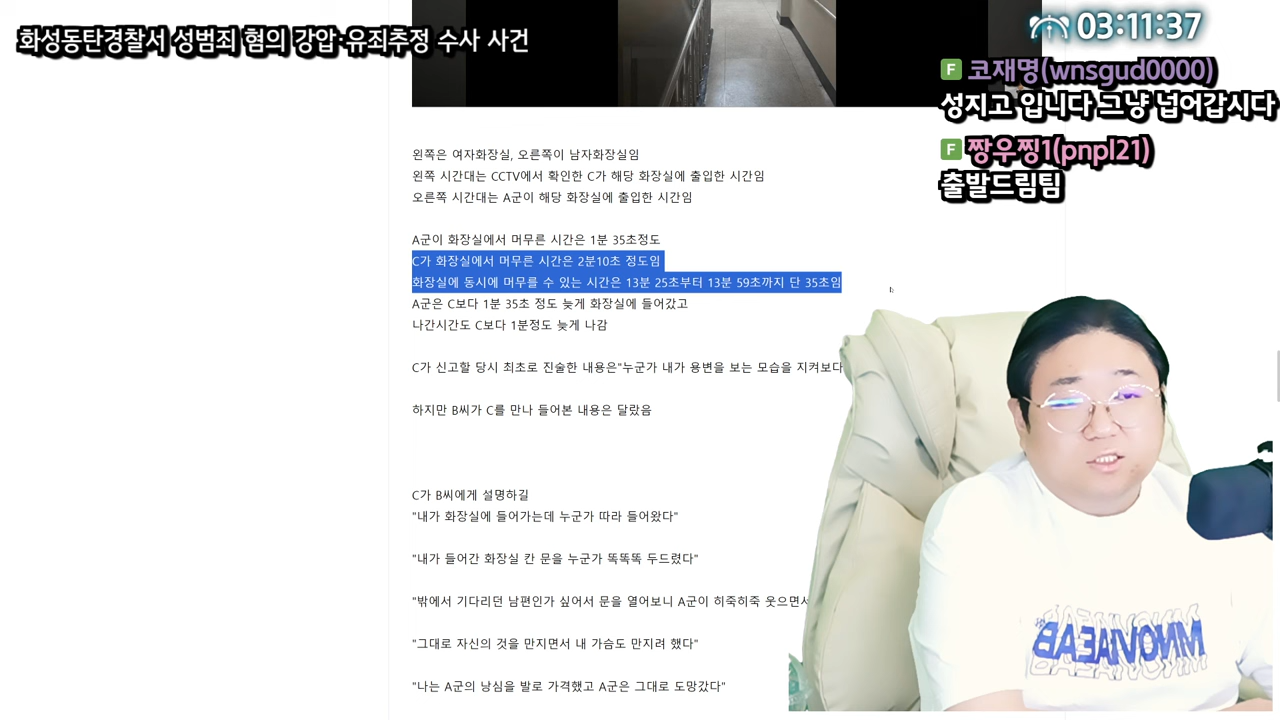 화성동탄경찰서 성범죄 혐의 강압·유죄추정 수사 사건
03:11:37
F 코재명(wnsgud0000)
성지고 입니다 그냥 넘어갑시다
F 짱우찡1(pnpl21)
출발드림팀
왼쪽은 여자화장실, 오른쪽이 남자화장실임
왼쪽 시간대는 CCTV에서 확인한 C가 해당 화장실에 출입한 시간임
오른쪽 시간대는 A군이 해당 화장실에 출입한 시간임
A군이 화장실에서 머무른 시간은 1분 35초정도
C가 화장실에서 머무른 시간은 2분10초 정도임
화장실에 동시에 머무를 수 있는 시간은 13분 25초부터 13분 59초까지 단 35초임
A군은 C보다 1분 35초 정도 늦게 화장실에 들어갔고
나간시간도 C보다 1분정도 늦게 나감
C가 신고할 당시 최초로 진술한 내용은"누군가 내가 용변을 보는 모습을 지켜보다
하지만 B씨가 C를 만나 들어본 내용은 달랐음
C가 B씨에게 설명하길
"내가 화장실에 들어가는데 누군가 따라 들어왔다"
"내가 들어간 화장실 칸 문을 누군가 똑똑똑 두드렸다"
"밖에서 기다리던 남편인가 싶어서 문을 열어보니 A군이 히죽히죽 웃으면서
"그대로 자신의 것을 만지면서 내 가슴도 만지려 했다"
"나는 A군의 낭심을 발로 가격했고 A군은 그대로 도망갔다"